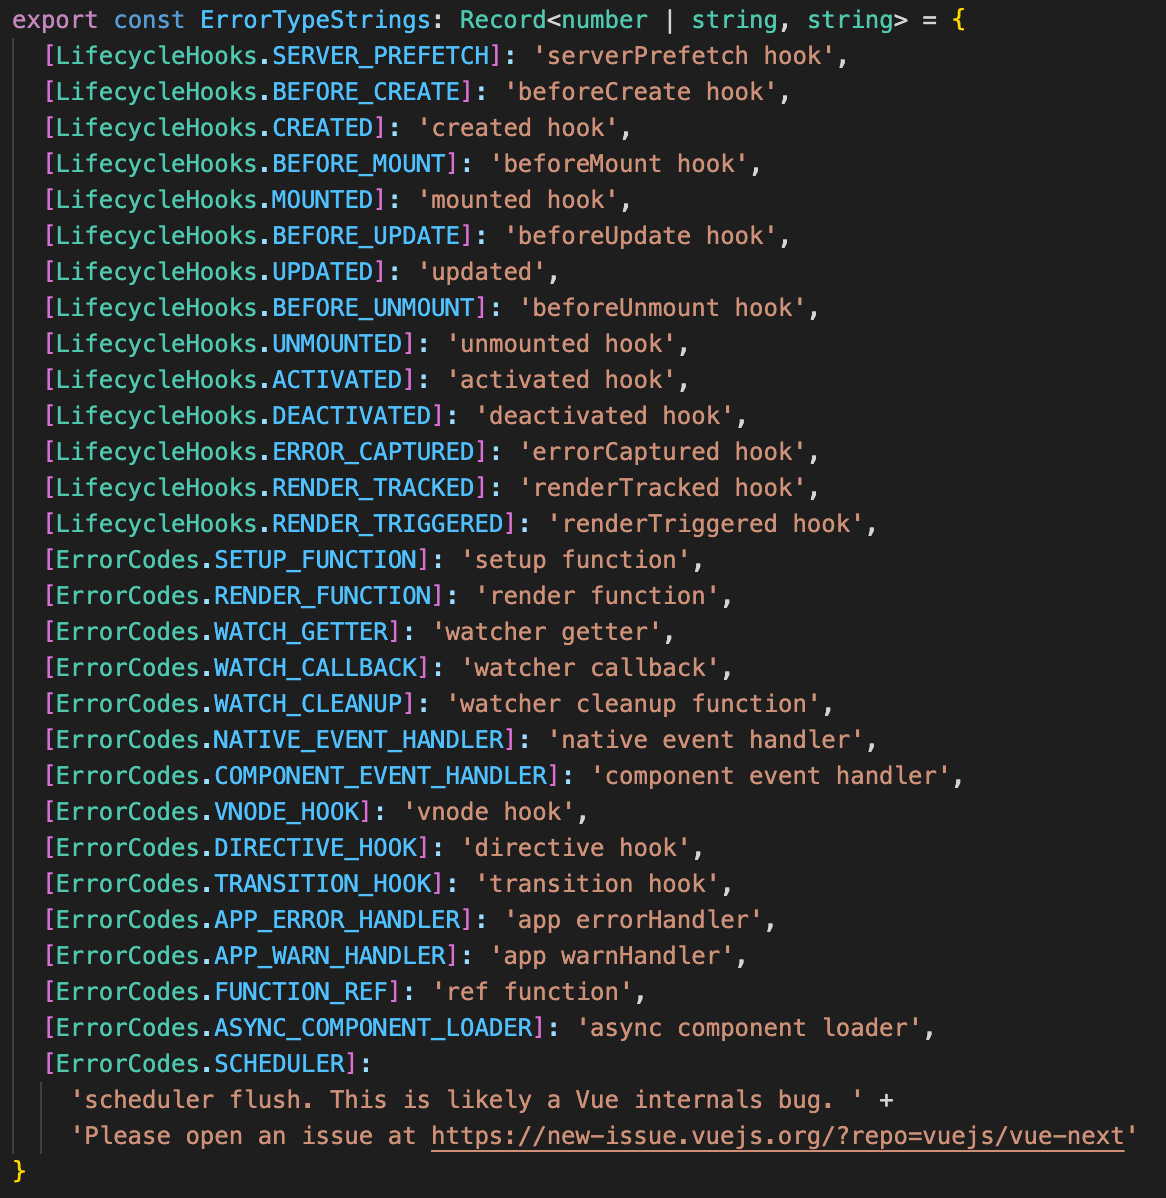 export const ErrorTypeStrings: Record<number | string, string> = {
  [LifecycleHooks.SERVER_PREFETCH]: 'serverPrefetch hook',
  [LifecycleHooks.BEFORE_CREATE]: 'beforeCreate hook',
  [LifecycleHooks.CREATED]: 'created hook',
  [LifecycleHooks.BEFORE_MOUNT]: 'beforeMount hook',
  [LifecycleHooks.MOUNTED]: 'mounted hook',
  [LifecycleHooks.BEFORE_UPDATE]: 'beforeUpdate hook',
  [LifecycleHooks.UPDATED]: 'updated',
  [LifecycleHooks.BEFORE_UNMOUNT]: 'beforeUnmount hook',
  [LifecycleHooks.UNMOUNTED]: 'unmounted hook',
  [LifecycleHooks.ACTIVATED]: 'activated hook',
  [LifecycleHooks.DEACTIVATED]: 'deactivated hook',
  [LifecycleHooks.ERROR_CAPTURED]: 'errorCaptured hook',
  [LifecycleHooks.RENDER_TRACKED]: 'renderTracked hook',
  [LifecycleHooks.RENDER_TRIGGERED]: 'renderTriggered hook',
  [ErrorCodes.SETUP_FUNCTION]: 'setup function',
  [ErrorCodes.RENDER_FUNCTION]: 'render function',
  [ErrorCodes.WATCH_GETTER]: 'watcher getter',
  [ErrorCodes.WATCH_CALLBACK]: 'watcher callback',
  [ErrorCodes.WATCH_CLEANUP]: 'watcher cleanup function',
  [ErrorCodes.NATIVE_EVENT_HANDLER]: 'native event handler',
  [ErrorCodes.COMPONENT_EVENT_HANDLER]: 'component event handler',
  [ErrorCodes.VNODE_HOOK]: 'vnode hook',
  [ErrorCodes.DIRECTIVE_HOOK]: 'directive hook',
  [ErrorCodes.TRANSITION_HOOK]: 'transition hook',
  [ErrorCodes.APP_ERROR_HANDLER]: 'app errorHandler',
  [ErrorCodes.APP_WARN_HANDLER]: 'app warnHandler',
  [ErrorCodes.FUNCTION_REF]: 'ref function',
  [ErrorCodes.ASYNC_COMPONENT_LOADER]: 'async component loader',
  [ErrorCodes.SCHEDULER]:
    'scheduler flush. This is likely a Vue internals bug. ' +
    'Please open an issue at https://new-issue.vuejs.org/?repo=vuejs/vue-next'
}